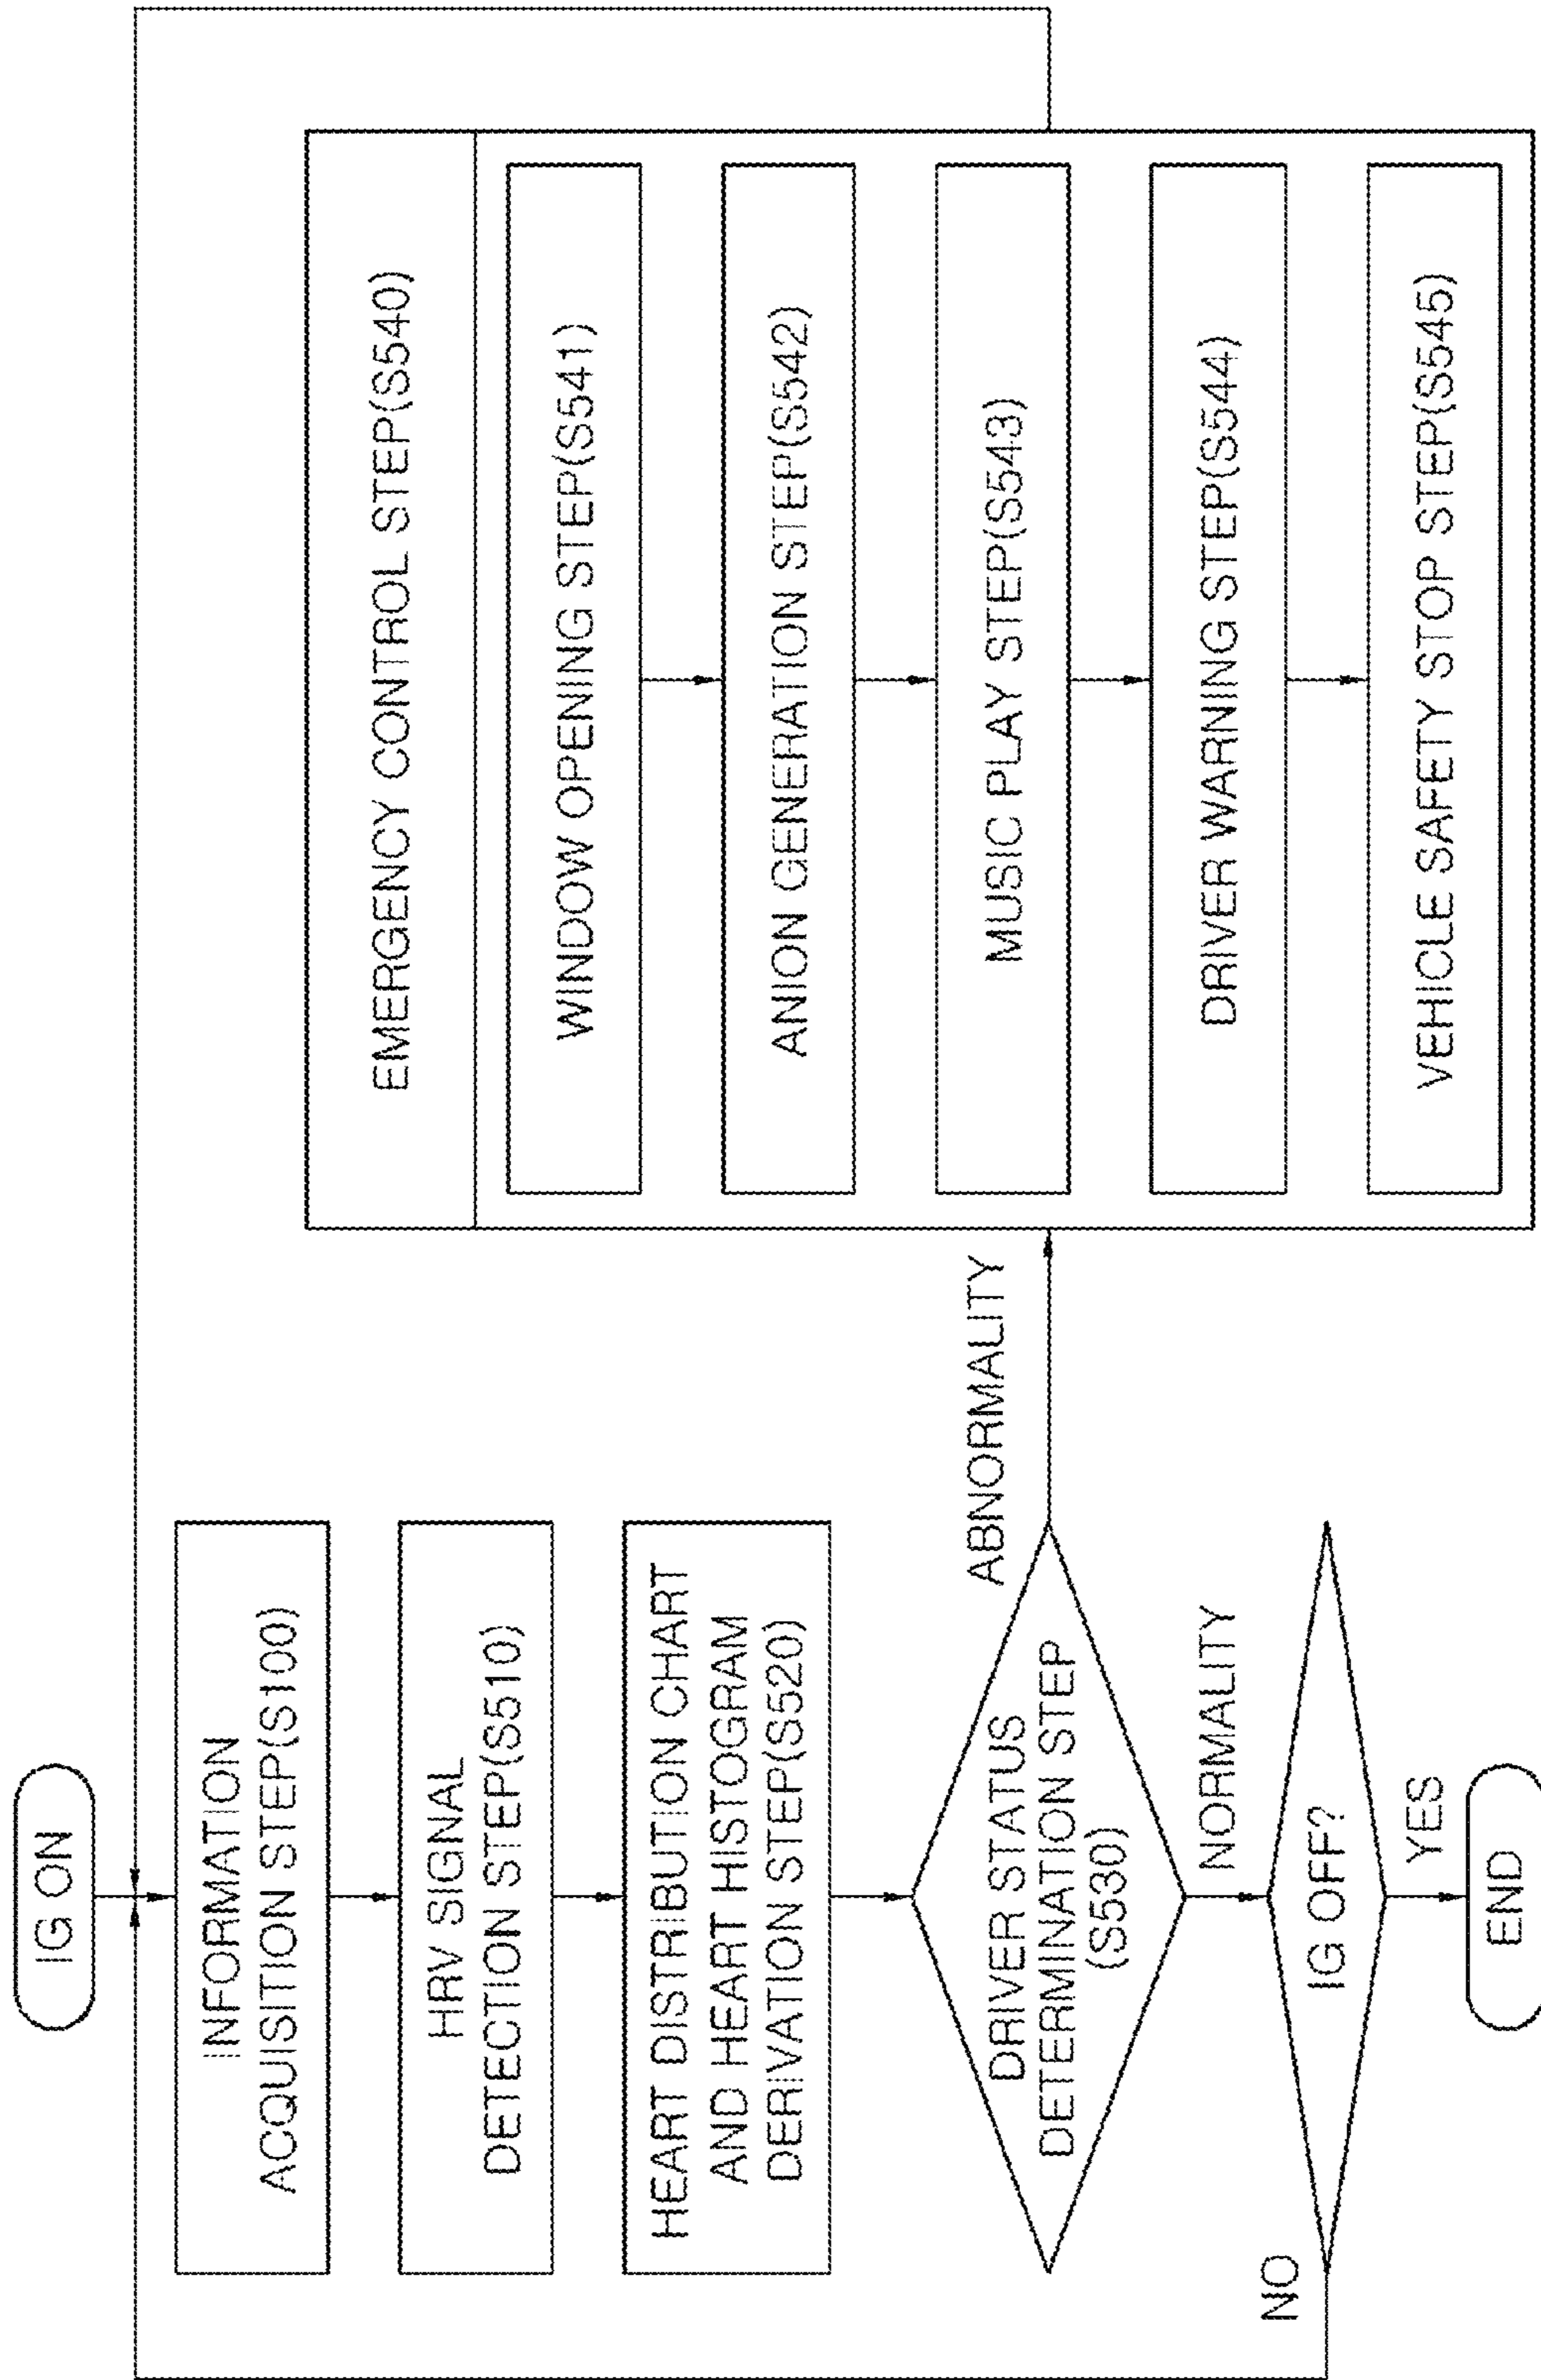 IG ON
INFORMATION
ACQUISITION STEP(S100)
HRV SIGNAL
DETECTION STEP(S510)
HEART DISTRIBUTION CHART
AND HEART HISTOGRAM
DERIVATION STEP(S520)
DRIVER STATUS
DETERMINATION STEP
(S530)
ABNORMALITY
NORMALITY
IG OFF?
NO
YES
END
EMERGENCY CONTROL STEP(S540)
WINDOW OPENING STEP(S541)
ANION GENERATION STEP(S542)
MUSIC PLAY STEP(S543)
DRIVER WARNING STEP(S544)
VEHICLE SAFETY STOP STEP(S545)